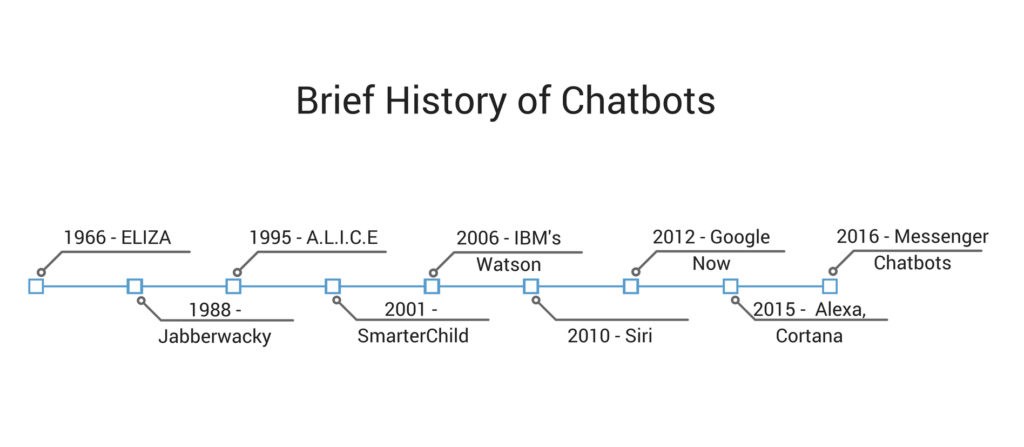 Brief History of Chatbots
1966 - ELIZA
1988 -
Jabberwacky
1995 - A.L.I.C.E
2001 -
SmarterChild
2006 - IBM's
Watson
2010 - Siri
2012 - Google
Now
2015 -  Alexa,
Cortana
2016 - Messenger
Chatbots